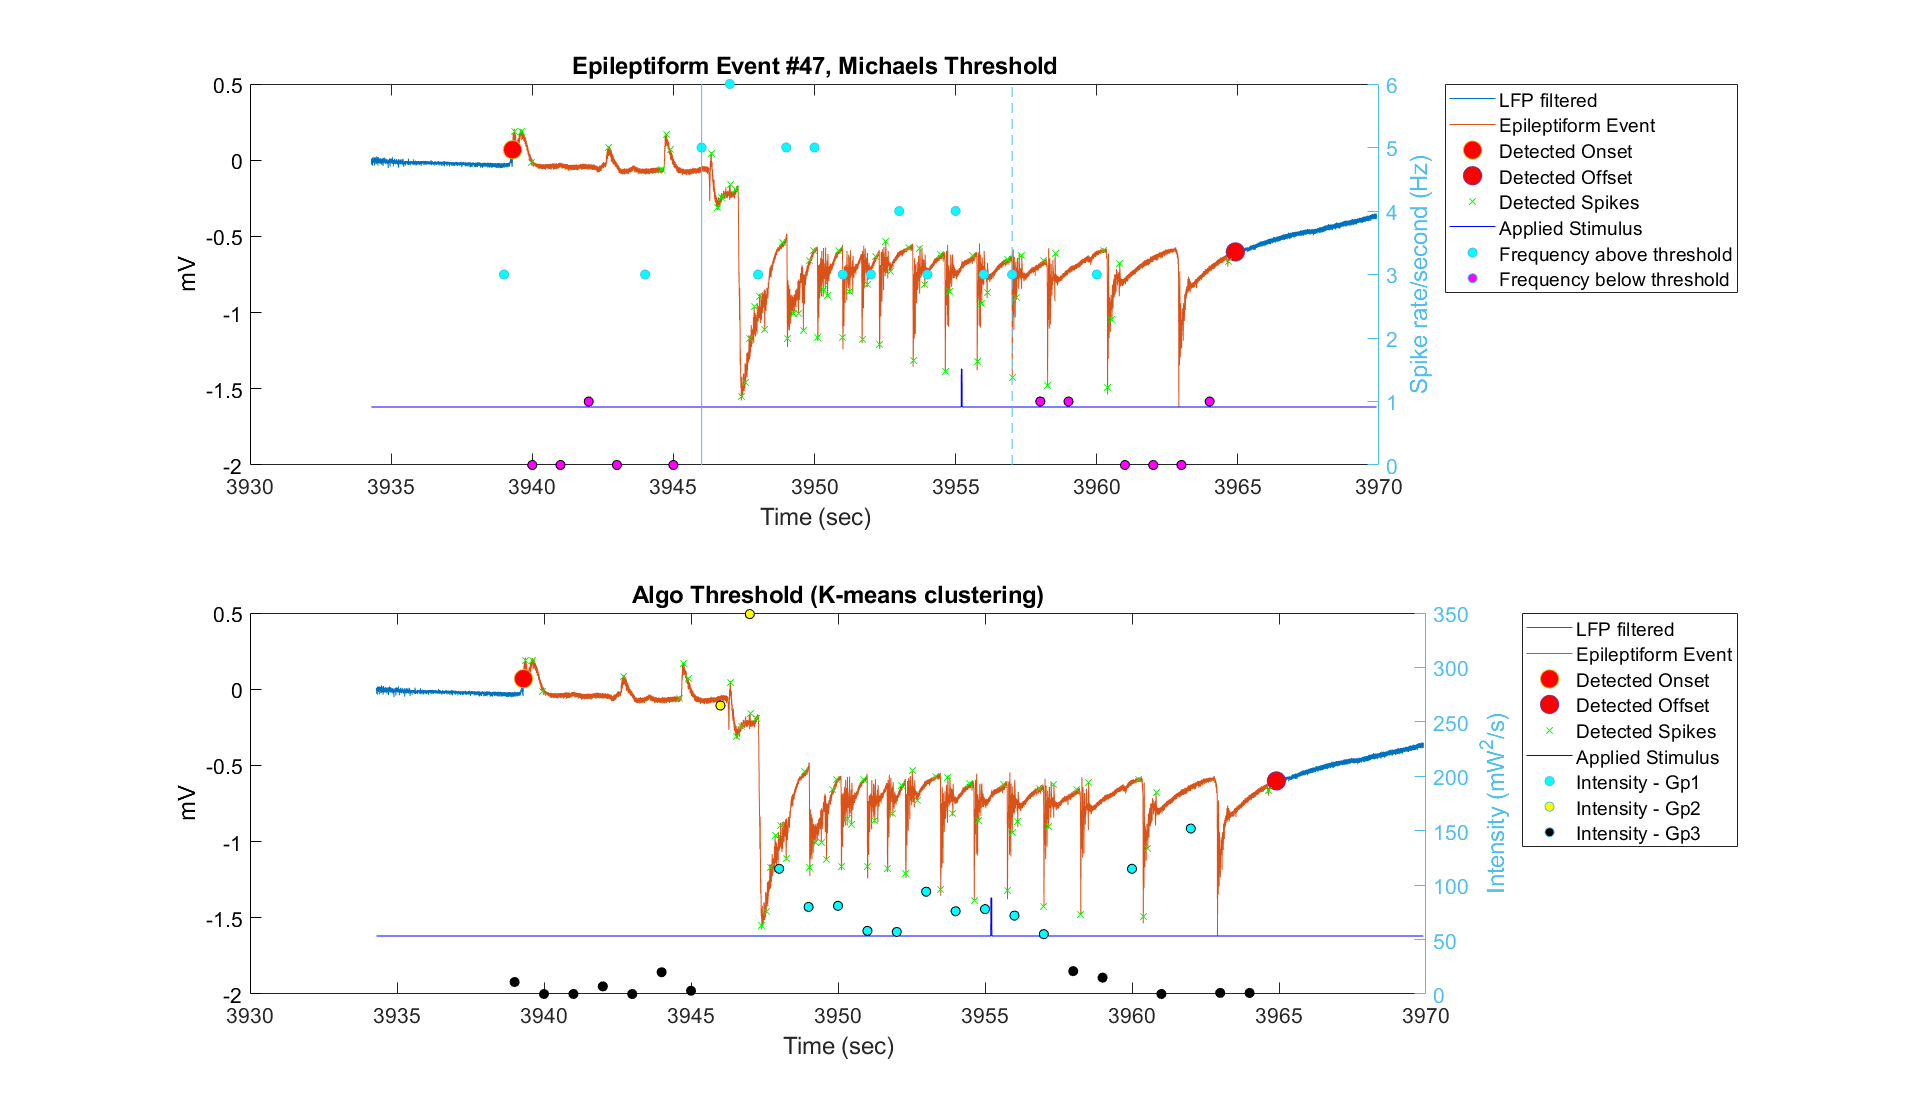 Epileptiform Event #47, Michaels Threshold
0.5
0
-0.5
-1
-1.5
-2
mV
3930 3935 3940 3945 3950 3955 3960 3965 3970
Time (sec)
6
5
4
3
2
1
0
Spike rate/second (Hz)
LFP filtered
Epileptiform Event
Detected Onset
Detected Offset
Detected Spikes
Applied Stimulus
Frequency above threshold
Frequency below threshold
Algo Threshold (K-means clustering)
0.5
0
-0.5
-1
-1.5
-2
mV
3930 3935 3940 3945 3950 3955 3960 3965 3970
Time (sec)
350
300
250
200
150
100
50
0
Intensity (mW²/s)
LFP filtered
Epileptiform Event
Detected Onset
Detected Offset
Detected Spikes
Applied Stimulus
Intensity - Gp1
Intensity - Gp2
Intensity - Gp3